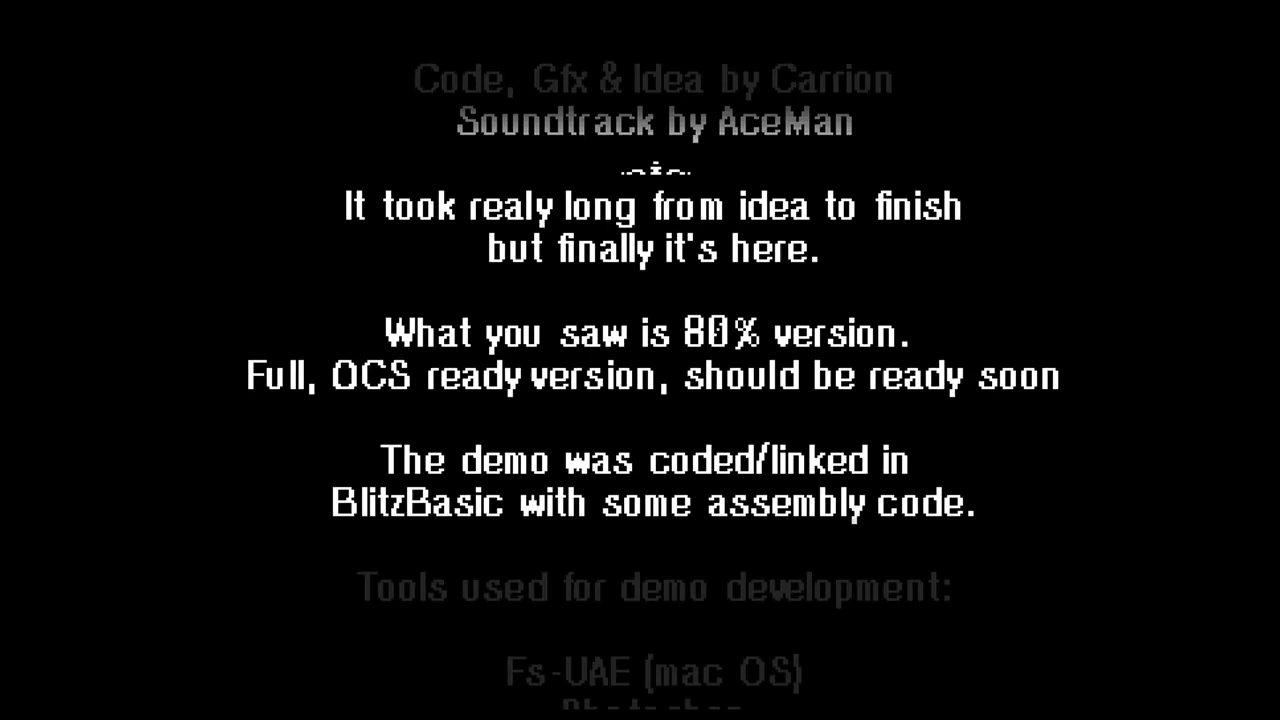 Code, Gfx & Idea by Carrion
Soundtrack by AceMan
It took realy long from idea to finish
but finally it's here.
What you saw is 80% version.
Full, OCS ready version, should be ready soon
The demo was coded/linked in
BlitzBasic with some assembly code.
Tools used for demo development:
Fs-UAE (mac OS)